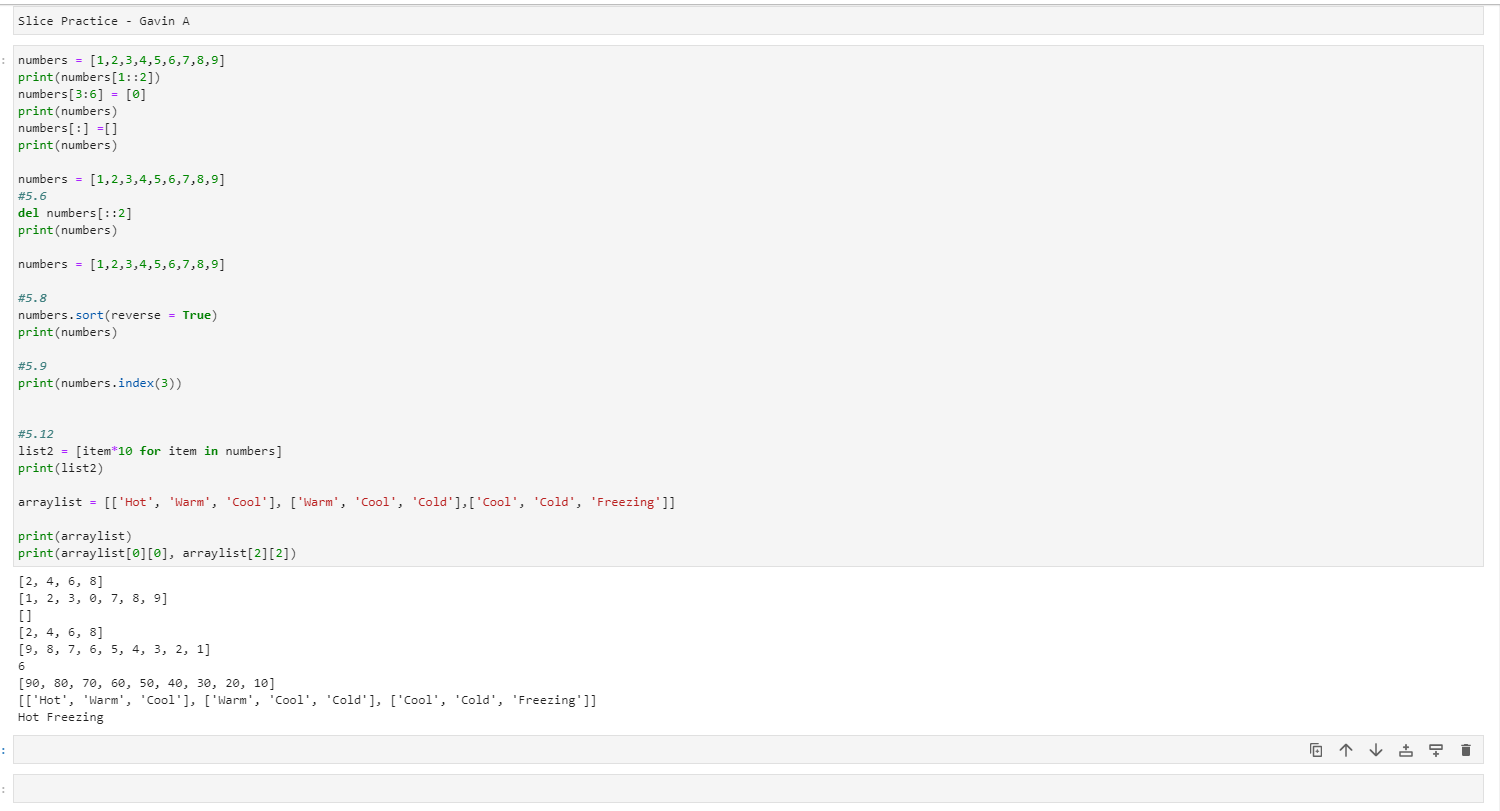 Slice Practice - Gavin A
: numbers = [1,2,3,4,5,6,7,8,9]
print(numbers[1::2])
numbers[3:6] = [0]
print(numbers)
numbers[:] =[]
print(numbers)
numbers = [1,2,3,4,5,6,7,8,9]
#5.6
del numbers[::2]
print(numbers)
numbers = [1,2,3,4,5,6,7,8,9]
#5.8
numbers.sort(reverse = True)
print(numbers)
#5.9
print(numbers.index(3))
#5.12
list2 = [item*10 for item in numbers]
print(list2)
arraylist = [['Hot', 'Warm', 'Cool'], ['Warm', 'Cool', 'Cold'],['Cool', 'Cold', 'Freezing']]
print(arraylist)
print(arraylist[0][0], arraylist[2][2])
[2, 4, 6, 8]
[1, 2, 3, 0, 7, 8, 9]
[]
[2, 4, 6, 8]
[9, 8, 7, 6, 5, 4, 3, 2, 1]
6
[90, 80, 70, 60, 50, 40, 30, 20, 10]
[['Hot', 'Warm', 'Cool'], ['Warm', 'Cool', 'Cold'], ['Cool', 'Cold', 'Freezing']]
Hot Freezing
:
: